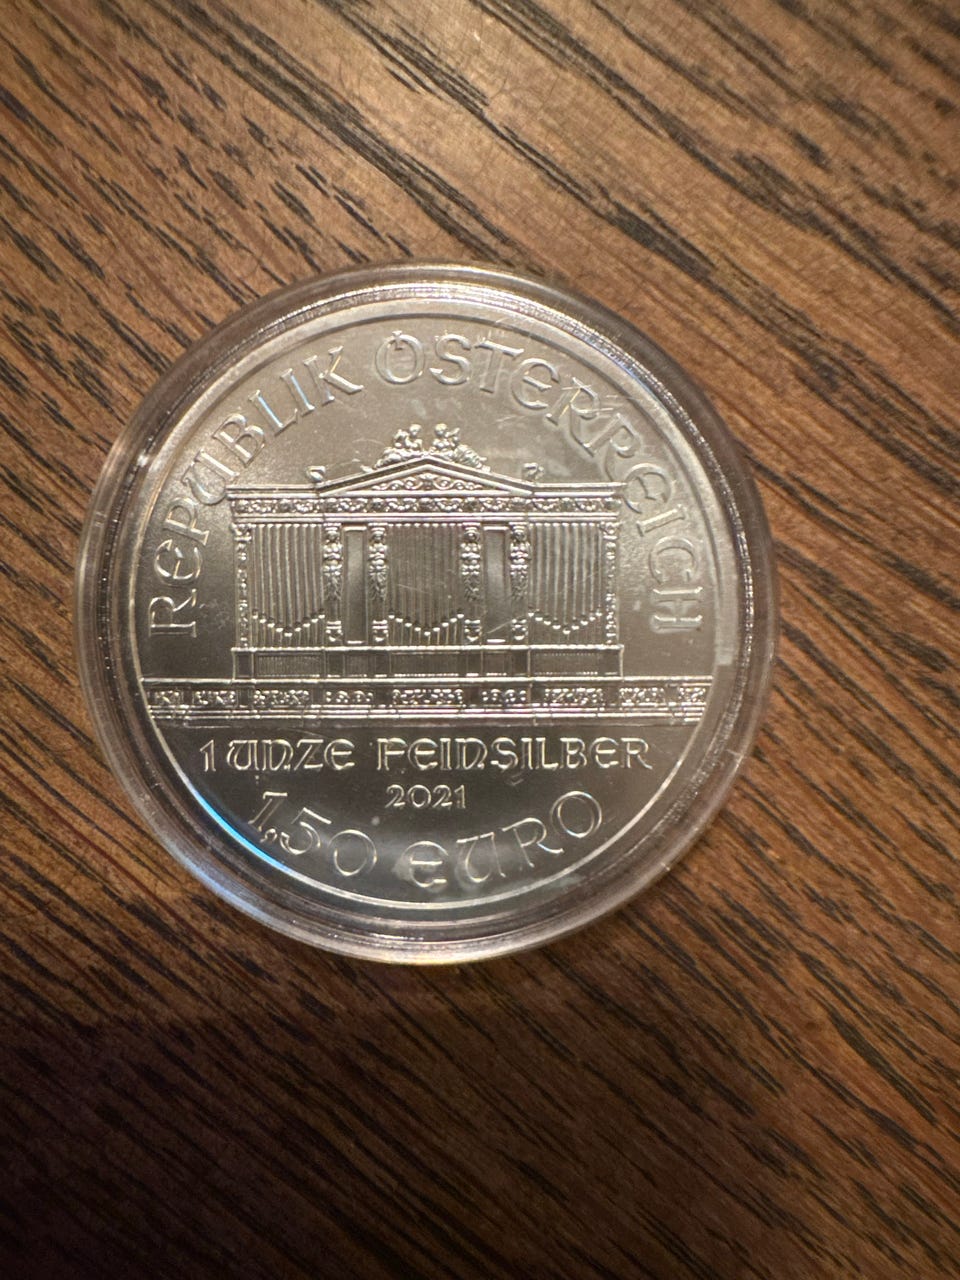 REPUBLIK ÖSTERREICH
1 UNZE FEINSILBER
2021
1,50 EURO